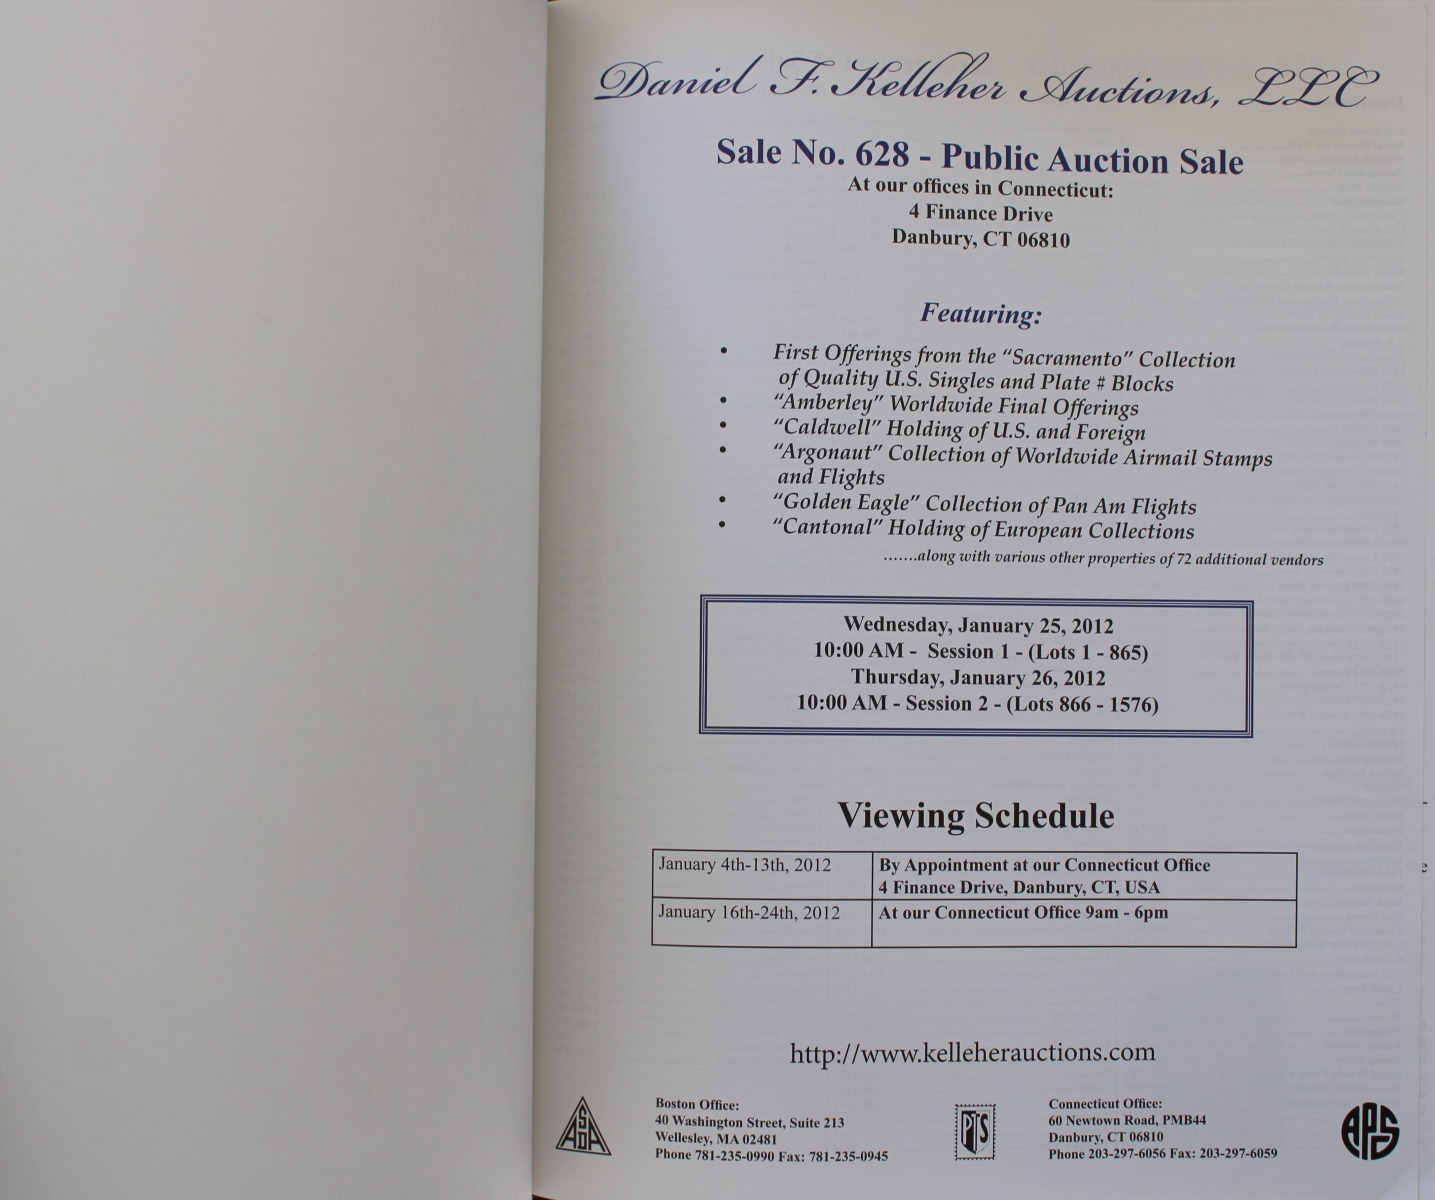 Daniel F. Kelleher Auctions, LLC
Sale No. 628 - Public Auction Sale
At our offices in Connecticut:
4 Finance Drive
Danbury, CT 06810
Featuring:
• First Offerings from the “Sacramento” Collection
of Quality U.S. Singles and Plate # Blocks
• “Amberley” Worldwide Final Offerings
• “Caldwell” Holding of U.S. and Foreign
• “Argonaut” Collection of Worldwide Airmail Stamps
and Flights
• “Golden Eagle” Collection of Pan Am Flights
• “Cantonal” Holding of European Collections
.......along with various other properties of 72 additional vendors
Wednesday, January 25, 2012
10:00 AM - Session 1 - (Lots 1 - 865)
Thursday, January 26, 2012
10:00 AM - Session 2 - (Lots 866 - 1576)
Viewing Schedule
January 4th-13th, 2012 By Appointment at our Connecticut Office
4 Finance Drive, Danbury, CT, USA
January 16th-24th, 2012 At our Connecticut Office 9am - 6pm
http://www.kelleherauctions.com
ASDA
Boston Office:
40 Washington Street, Suite 213
Wellesley, MA 02481
Phone 781-235-0990 Fax: 781-235-0945
PTS
Connecticut Office:
60 Newtown Road, PMB44
Danbury, CT 06810
Phone 203-297-6056 Fax: 203-297-6059
APS